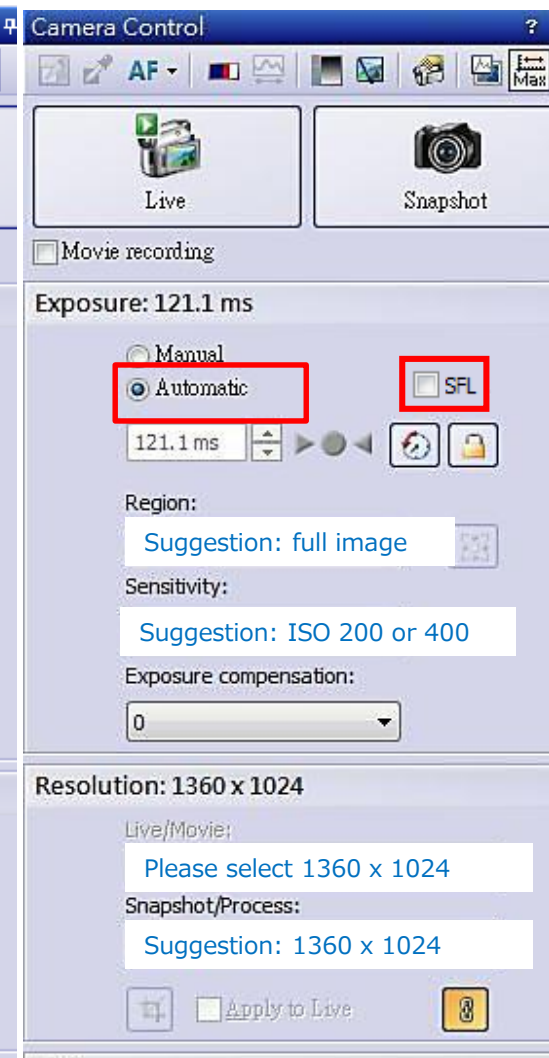 Camera Control ?
AF
Max
Live Snapshot
Movie recording
Exposure: 121.1 ms
Manual
Automatic SFL
121.1 ms
Region:
Suggestion: full image
Sensitivity:
Suggestion: ISO 200 or 400
Exposure compensation:
0
Resolution: 1360 x 1024
Live/Movie:
Please select 1360 x 1024
Snapshot/Process:
Suggestion: 1360 x 1024
Apply to Live